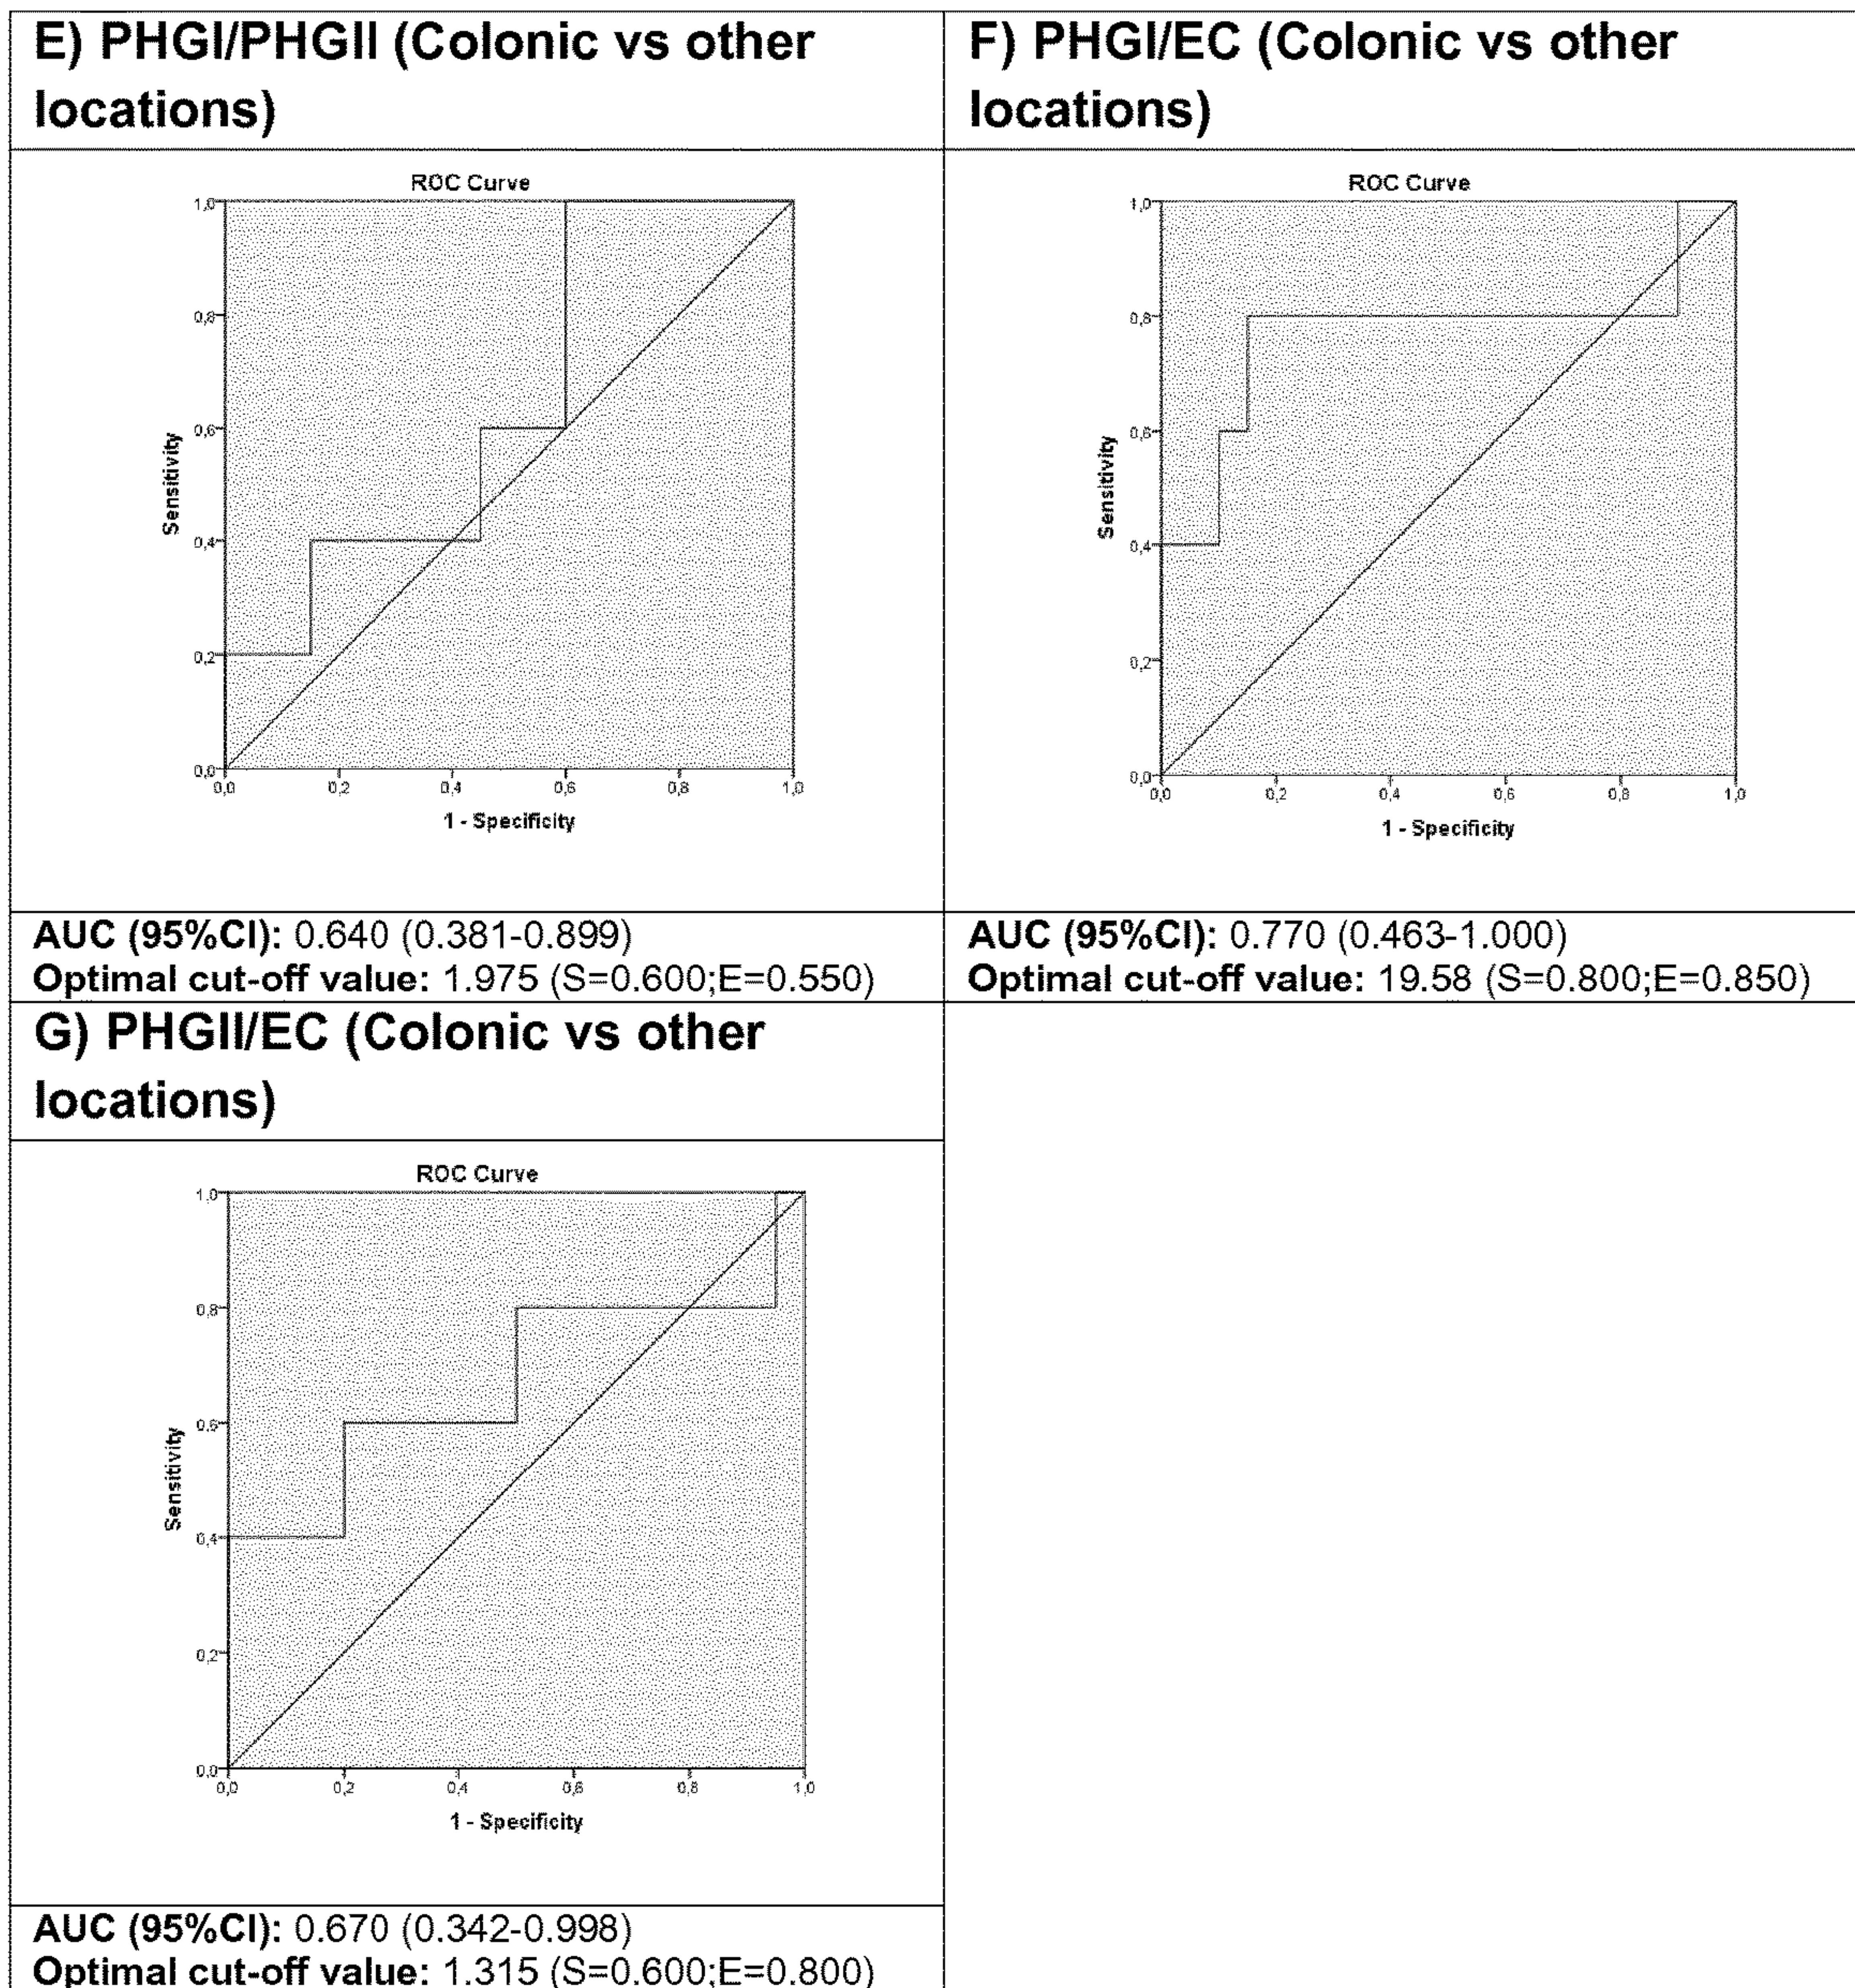 E) PHGI/PHGII (Colonic vs other
locations)
ROC Curve
Sensitivity
1,0
0,8
0,6
0,4
0,2
0,0
0,0 0,2 0,4 0,6 0,8 1,0
1 - Specificity
AUC (95%CI): 0.640 (0.381-0.899)
Optimal cut-off value: 1.975 (S=0.600;E=0.550)
F) PHGI/EC (Colonic vs other
locations)
ROC Curve
Sensitivity
1,0
0,8
0,6
0,4
0,2
0,0
0,0 0,2 0,4 0,6 0,8 1,0
1 - Specificity
AUC (95%CI): 0.770 (0.463-1.000)
Optimal cut-off value: 19.58 (S=0.800;E=0.850)
G) PHGII/EC (Colonic vs other
locations)
ROC Curve
Sensitivity
1,0
0,8
0,6
0,4
0,2
0,0
0,0 0,2 0,4 0,6 0,8 1,0
1 - Specificity
AUC (95%CI): 0.670 (0.342-0.998)
Optimal cut-off value: 1.315 (S=0.600;E=0.800)